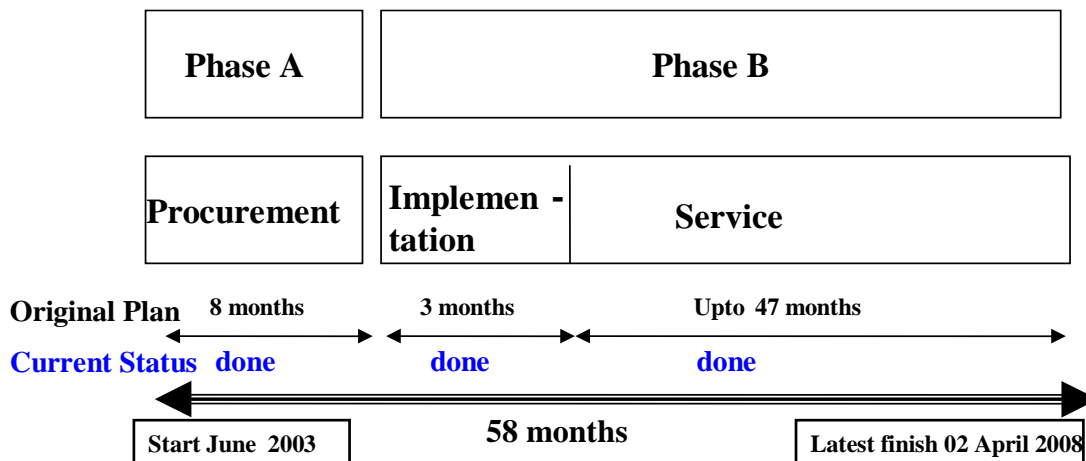 Phase A
Phase B
Procurement
Implemen -
tation
Service
Original Plan
8 months
3 months
Upto 47 months
Current Status
done
done
done
58 months
Start June 2003
Latest finish 02 April 2008